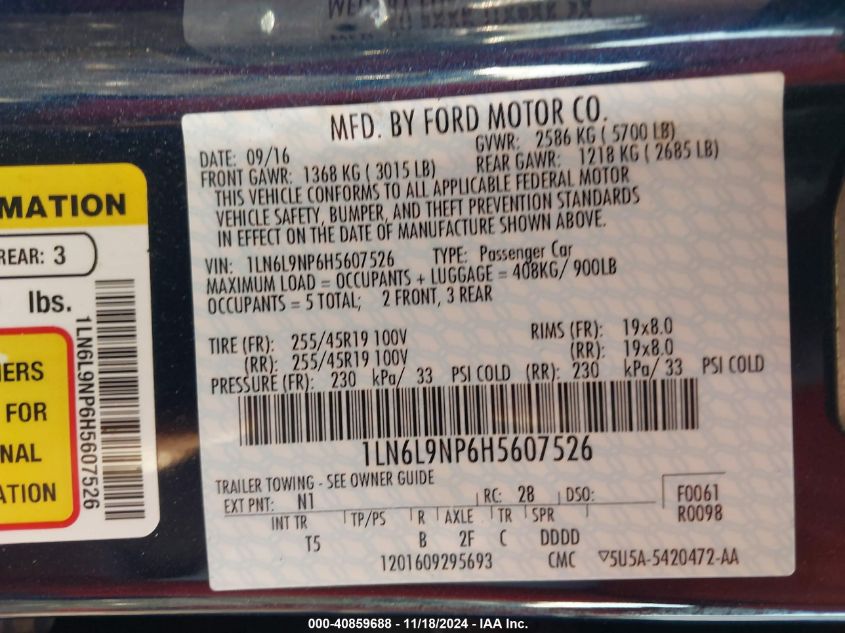 MFD. BY FORD MOTOR CO.
DATE: 09/16 GVWR: 2586 KG ( 5700 LB)
FRONT GAWR: 1368 KG ( 3015 LB) REAR GAWR: 1218 KG ( 2685 LB)
THIS VEHICLE CONFORMS TO ALL APPLICABLE FEDERAL MOTOR
VEHICLE SAFETY, BUMPER, AND THEFT PREVENTION STANDARDS
IN EFFECT ON THE DATE OF MANUFACTURE SHOWN ABOVE.
VIN: 1LN6L9NP6H5607526 TYPE: Passenger Car
MAXIMUM LOAD = OCCUPANTS + LUGGAGE = 408KG/ 900LB
OCCUPANTS = 5 TOTAL; 2 FRONT, 3 REAR
TIRE (FR): 255/45R19 100V RIMS (FR): 19x8.0
(RR): 255/45R19 100V (RR): 19x8.0
PRESSURE (FR): 230 kPa/ 33 PSI COLD (RR): 230 kPa/ 33 PSI COLD
1LN6L9NP6H5607526
TRAILER TOWING - SEE OWNER GUIDE
EXT PNT: N1 RC: 28 DSO: F0061
R0098
INT TR TP/PS R AXLE TR SPR
T5 B 2F C DDDD
1201609295693 CMC ▽5U5A-5420472-AA
MATION
REAR: 3
lbs.
1LN6L9NP6H5607526
FOR
NAL
ATION
000-40859688 - 11/18/2024 - IAA Inc.